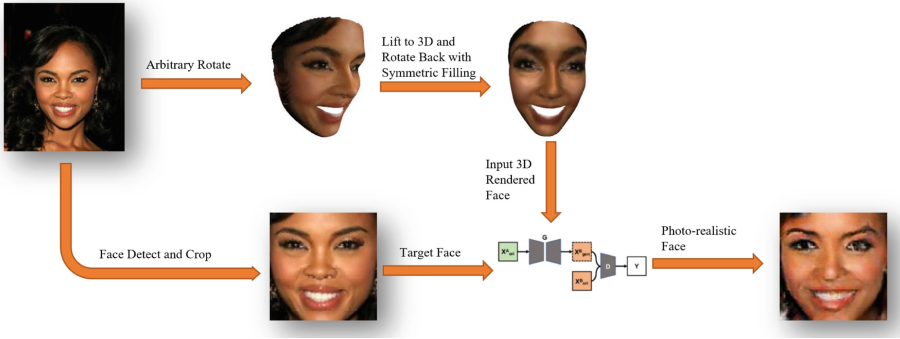 Arbitrary Rotate
Lift to 3D and
Rotate Back with
Symmetric Filling
Input 3D
Rendered
Face
Face Detect and Crop
Target Face
G
D
Y
Photo-realistic
Face